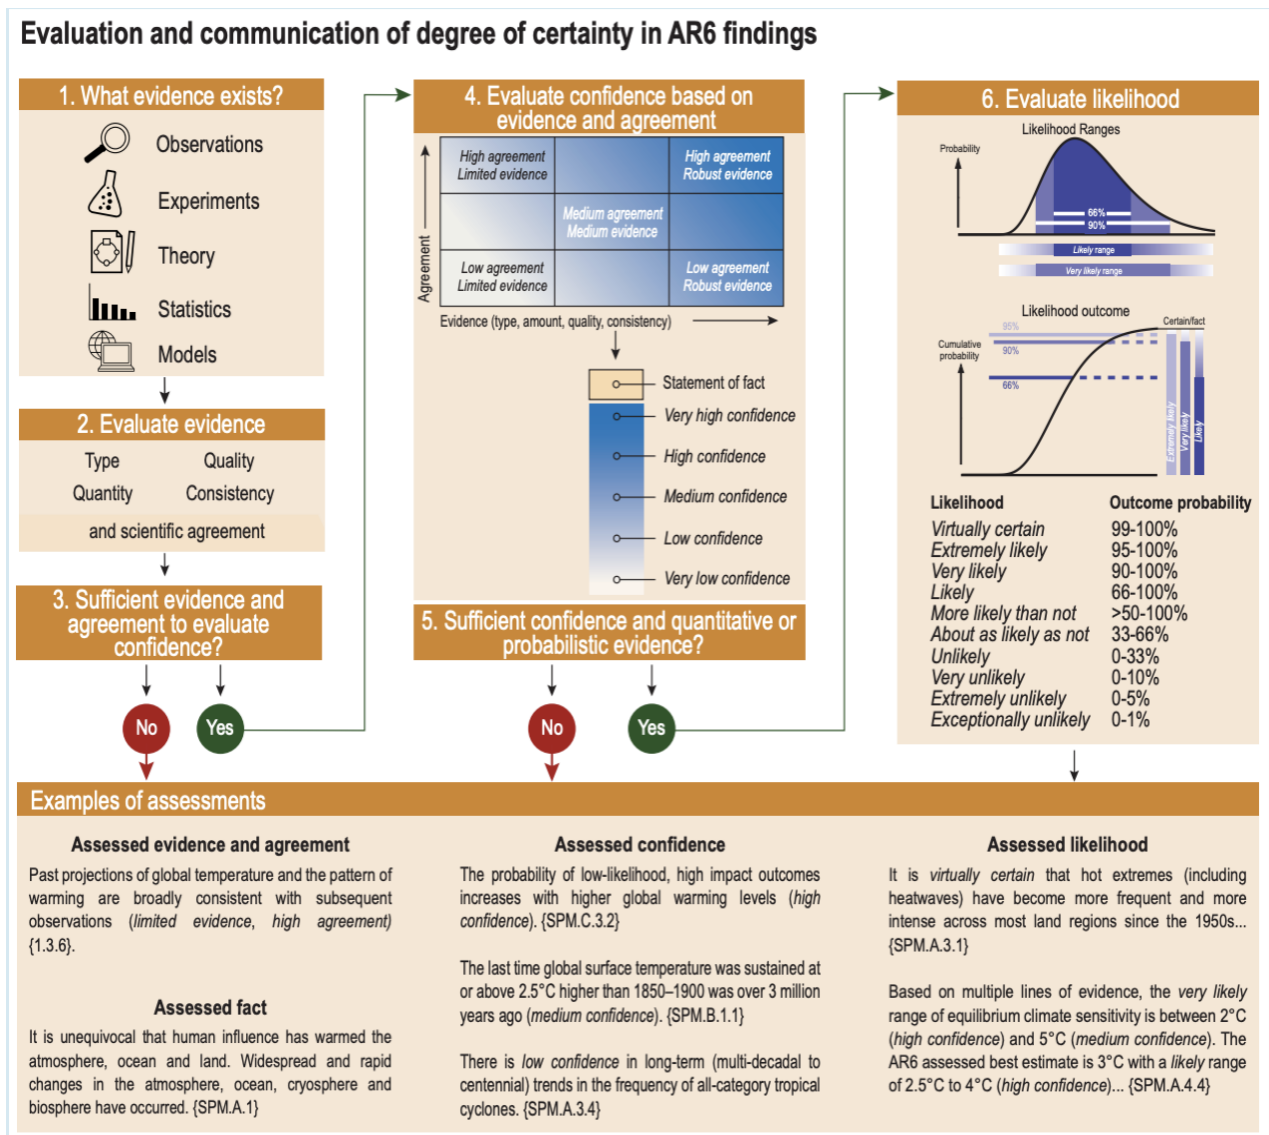 Evaluation and communication of degree of certainty in AR6 findings
1. What evidence exists?
Observations
Experiments
Theory
Statistics
Models
2. Evaluate evidence
Type Quality
Quantity Consistency
and scientific agreement
3. Sufficient evidence and
agreement to evaluate
confidence?
No Yes
4. Evaluate confidence based on
evidence and agreement
Agreement
High agreement
Limited evidence
High agreement
Robust evidence
Medium agreement
Medium evidence
Low agreement
Limited evidence
Low agreement
Robust evidence
Evidence (type, amount, quality, consistency)
Statement of fact
Very high confidence
High confidence
Medium confidence
Low confidence
Very low confidence
5. Sufficient confidence and quantitative or
probabilistic evidence?
No Yes
6. Evaluate likelihood
Likelihood Ranges
Probability
66%
90%
Likely range
Very likely range
Likelihood outcome
Certain/fact
95%
Cumulative
probability
90%
66%
Extremely likely
Very likely
Likely
Likelihood Outcome probability
Virtually certain 99-100%
Extremely likely 95-100%
Very likely 90-100%
Likely 66-100%
More likely than not >50-100%
About as likely as not 33-66%
Unlikely 0-33%
Very unlikely 0-10%
Extremely unlikely 0-5%
Exceptionally unlikely 0-1%
Examples of assessments
Assessed evidence and agreement
Past projections of global temperature and the pattern of
warming are broadly consistent with subsequent
observations (limited evidence, high agreement)
{1.3.6}.
Assessed fact
It is unequivocal that human influence has warmed the
atmosphere, ocean and land. Widespread and rapid
changes in the atmosphere, ocean, cryosphere and
biosphere have occurred. {SPM.A.1}
Assessed confidence
The probability of low-likelihood, high impact outcomes
increases with higher global warming levels (high
confidence). {SPM.C.3.2}
The last time global surface temperature was sustained at
or above 2.5°C higher than 1850–1900 was over 3 million
years ago (medium confidence). {SPM.B.1.1}
There is low confidence in long-term (multi-decadal to
centennial) trends in the frequency of all-category tropical
cyclones. {SPM.A.3.4}
Assessed likelihood
It is virtually certain that hot extremes (including
heatwaves) have become more frequent and more
intense across most land regions since the 1950s...
{SPM.A.3.1}
Based on multiple lines of evidence, the very likely
range of equilibrium climate sensitivity is between 2°C
(high confidence) and 5°C (medium confidence). The
AR6 assessed best estimate is 3°C with a likely range
of 2.5°C to 4°C (high confidence)... {SPM.A.4.4}